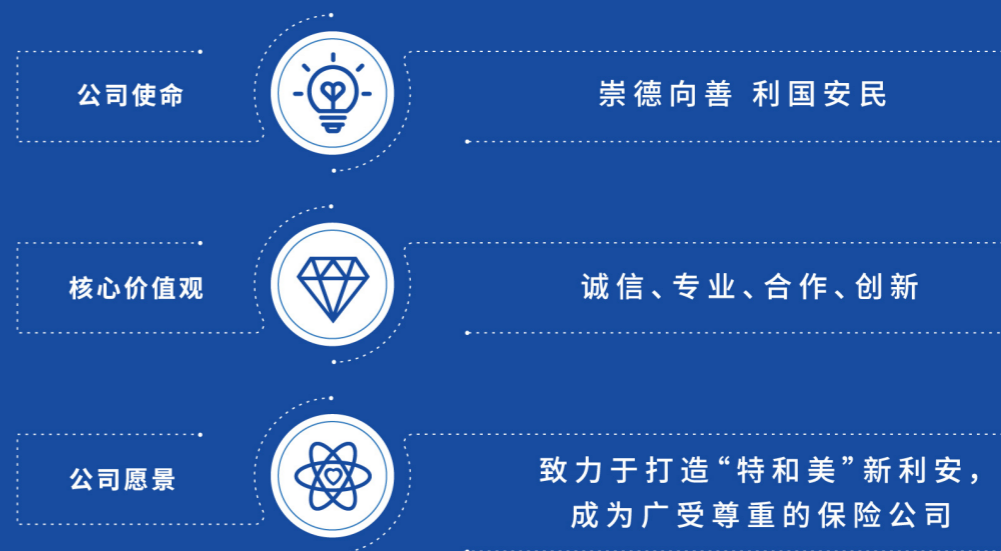 公司使命
崇德向善 利国安民
核心价值观
诚信、专业、合作、创新
公司愿景
致力于打造“特和美”新利安，
成为广受尊重的保险公司